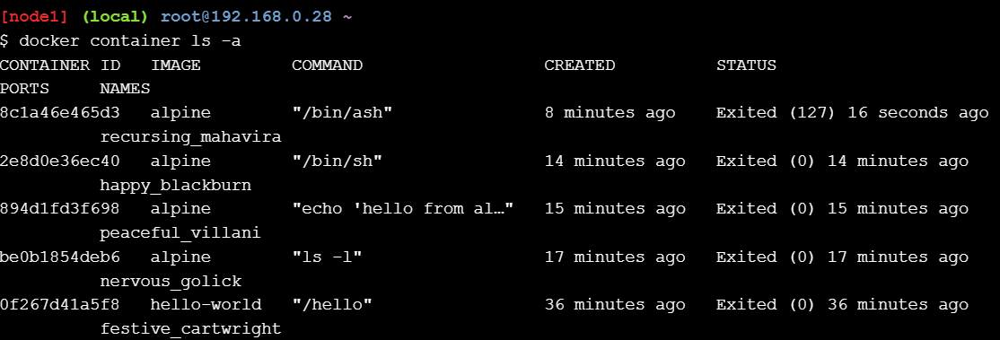 [node1] (local) root@192.168.0.28 ~
$ docker container ls -a
CONTAINER ID   IMAGE         COMMAND                  CREATED          STATUS
PORTS     NAMES
8c1a46e465d3   alpine        "/bin/ash"               8 minutes ago    Exited (127) 16 seconds ago
          recursing_mahavira
2e8d0e36ec40   alpine        "/bin/sh"                14 minutes ago   Exited (0) 14 minutes ago
          happy_blackburn
894d1fd3f698   alpine        "echo 'hello from al…"   15 minutes ago   Exited (0) 15 minutes ago
          peaceful_villani
be0b1854deb6   alpine        "ls -l"                  17 minutes ago   Exited (0) 17 minutes ago
          nervous_golick
0f267d41a5f8   hello-world   "/hello"                 36 minutes ago   Exited (0) 36 minutes ago
          festive_cartwright